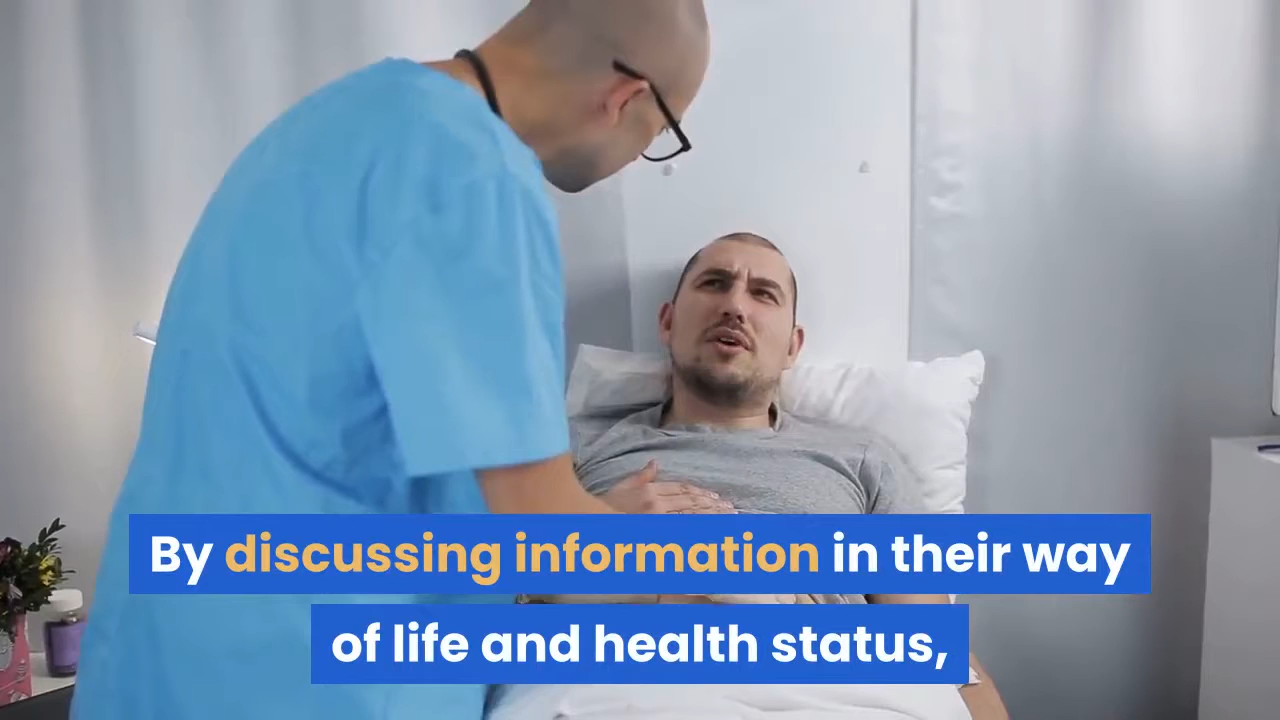 By discussing information in their way
of life and health status,